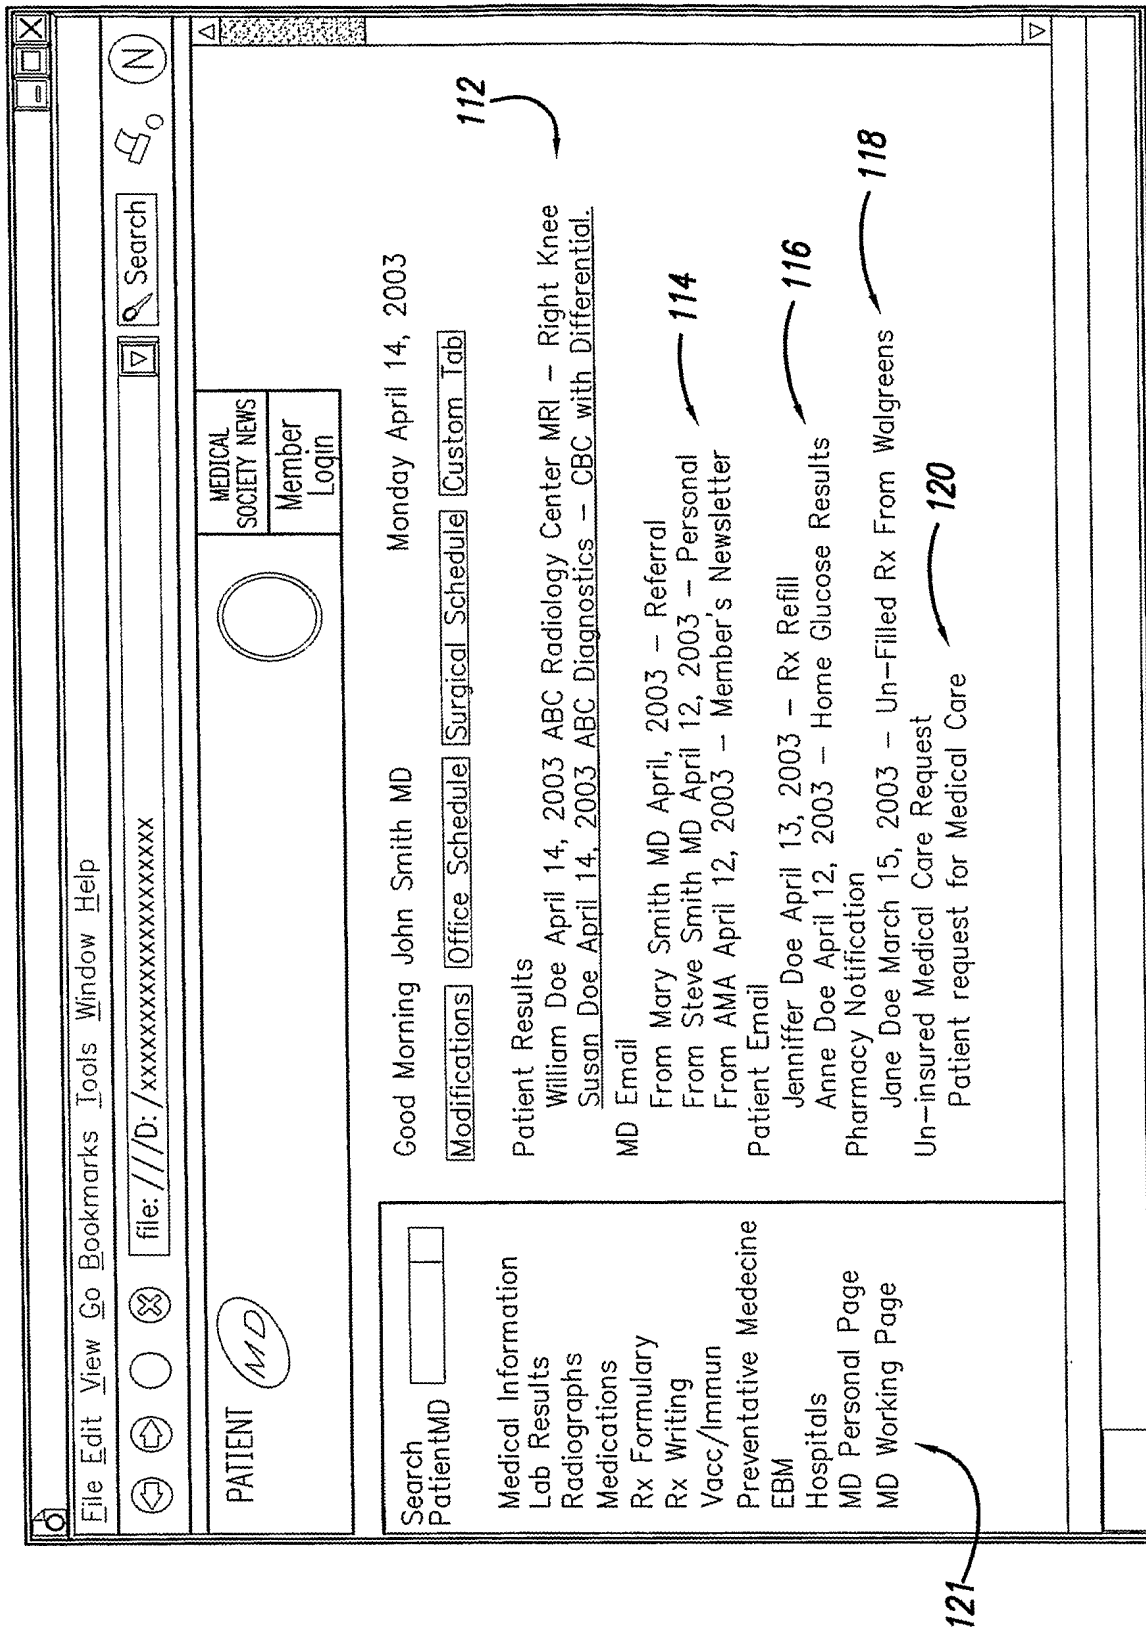 File Edit View Go Bookmarks Tools Window Help
file: ///D: /xxxxxxxxxxxxxxxxxxxxxx
Search
N
PATIENT
MD
MEDICAL
SOCIETY NEWS
Member
Login
Search
PatientMD
Medical Information
Lab Results
Radiographs
Medications
Rx Formulary
Rx Writing
Vacc/Immun
Preventative Medecine
EBM
Hospitals
MD Personal Page
MD Working Page
121
Good Morning John Smith MD Monday April 14, 2003
Modifications Office Schedule Surgical Schedule Custom Tab
112
Patient Results
William Doe April 14, 2003 ABC Radiology Center MRI – Right Knee
Susan Doe April 14, 2003 ABC Diagnostics – CBC with Differential.
MD Email
From Mary Smith MD April, 2003 – Referral
114
From Steve Smith MD April 12, 2003 – Personal
From AMA April 12, 2003 – Member's Newsletter
Patient Email
Jenniffer Doe April 13, 2003 – Rx Refill
116
Anne Doe April 12, 2003 – Home Glucose Results
Pharmacy Notification
118
Jane Doe March 15, 2003 – Un-Filled Rx From Walgreens
Un-insured Medical Care Request
120
Patient request for Medical Care